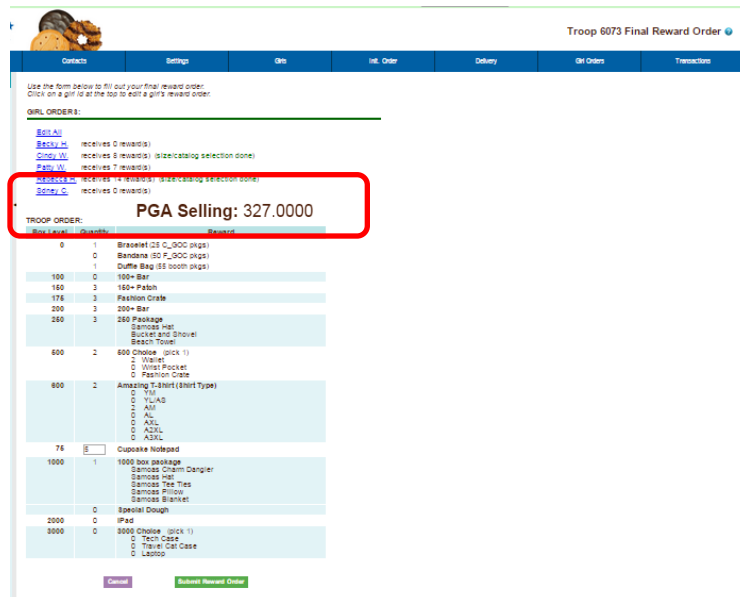 Troop 6073 Final Reward Order
Contacts Settings Girls Init. Order Delivery Girl Orders Transactions
Use the form below to fill out your final reward order.
Click on a girl id at the top to edit a girl's reward order.
GIRL ORDERS:
Edit All
Becky H. receives 0 reward(s)
Cindy W. receives 8 reward(s) (size/catalog selection done)
Patty W. receives 7 reward(s)
Rebecca H. receives 14 reward(s) (size/catalog selection done)
Sdney C. receives 0 reward(s)
PGA Selling: 327.0000
TROOP ORDER:
Box Level Quantity Reward
0 1 Bracelet (25 C_GOC pkgs)
0 Bandana (50 F_GOC pkgs)
1 Duffle Bag (55 booth pkgs)
100 0 100+ Bar
150 3 150+ Patch
175 3 Fashion Crate
200 3 200+ Bar
250 3 250 Package
Samoas Hat
Bucket and Shovel
Beach Towel
500 2 500 Choice (pick 1)
2 Wallet
0 Wrist Pocket
0 Fashion Crate
600 2 Amazing T-Shirt (Shirt Type)
0 YM
0 YL/AS
2 AM
0 AL
0 AXL
0 A2XL
0 A3XL
75 5 Cupcake Notepad
1000 1 1000 box package
Samoas Charm Dangler
Samoas Hat
Samoas Tee Ties
Samoas Pillow
Samoas Blanket
0 Special Dough
2000 0 iPad
3000 0 3000 Choice (pick 1)
0 Tech Case
0 Travel Cat Case
0 Laptop
Cancel Submit Reward Order